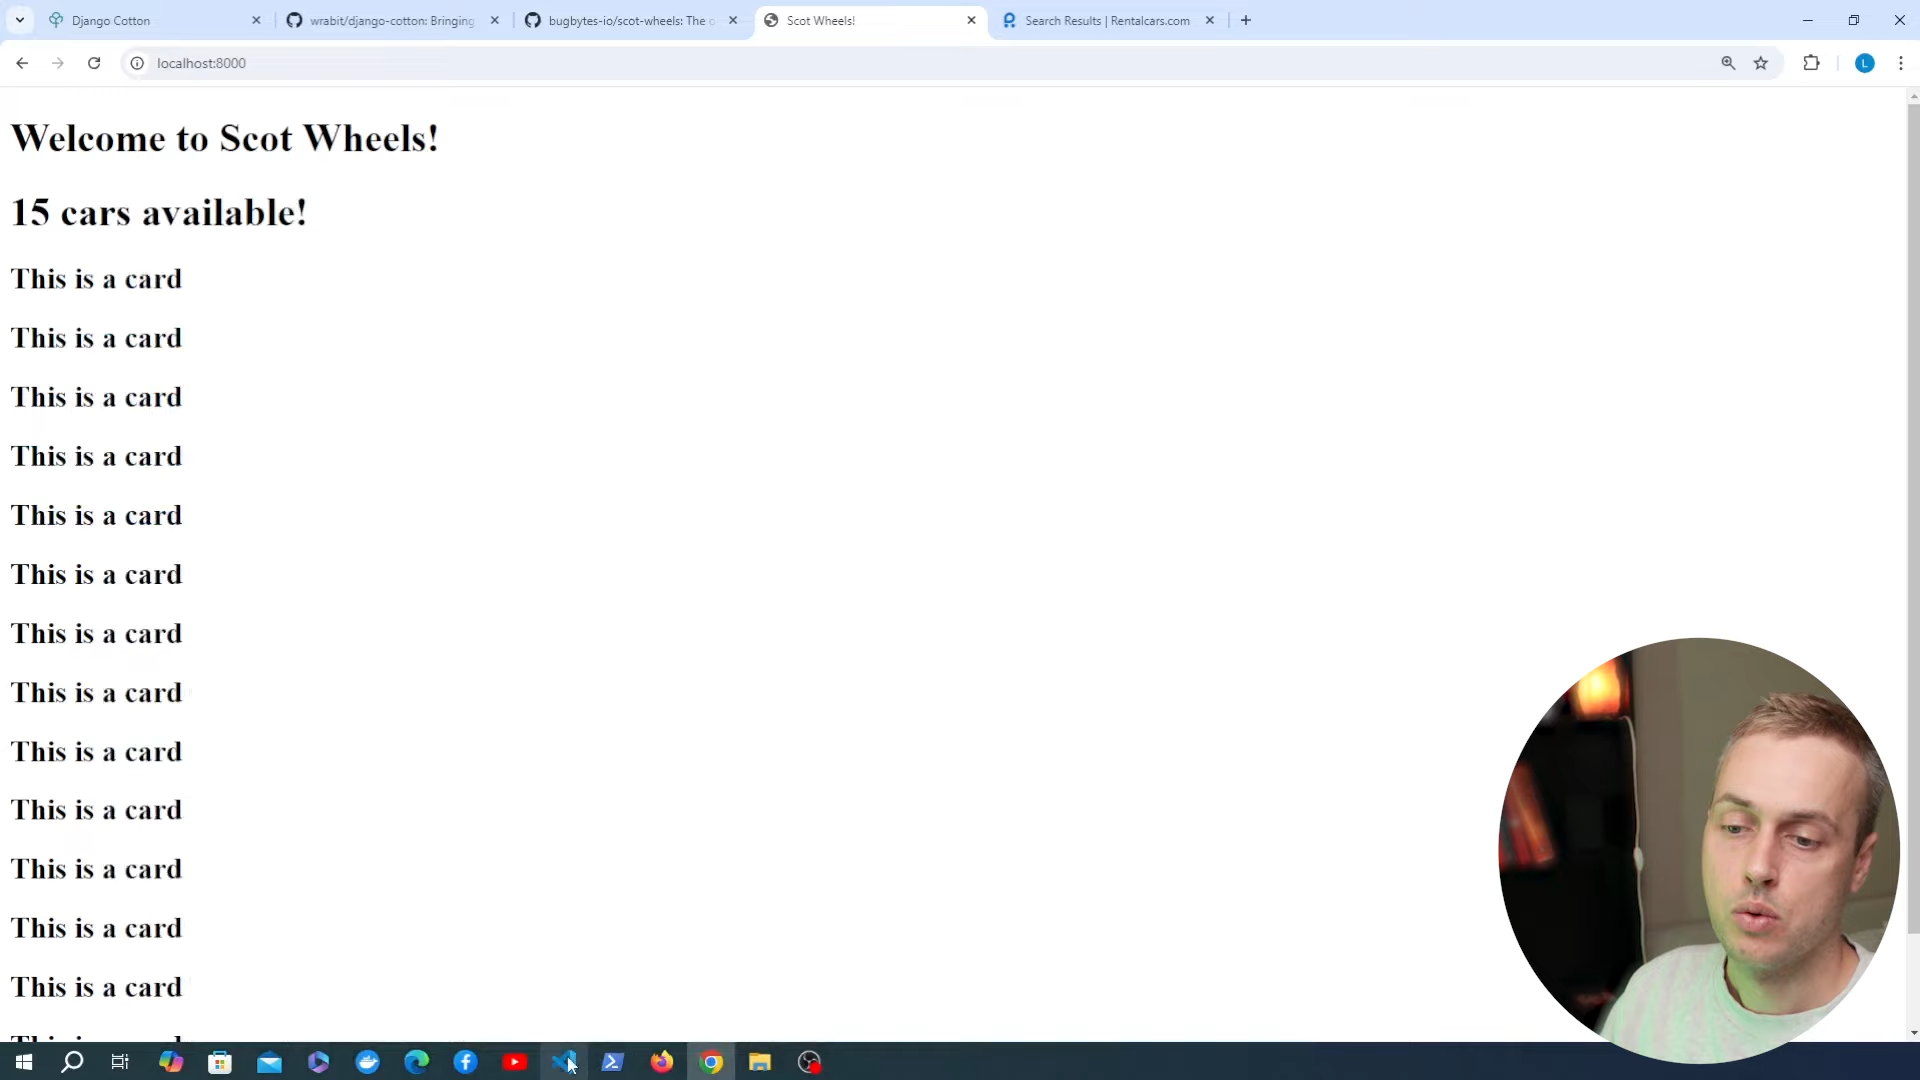 Django Cotton
wrabit/django-cotton: Bringing
bugbytes-io/scot-wheels: The o
Scot Wheels!
Search Results | Rentalcars.com
localhost:8000
L
Welcome to Scot Wheels!
15 cars available!
This is a card
This is a card
This is a card
This is a card
This is a card
This is a card
This is a card
This is a card
This is a card
This is a card
This is a card
This is a card
This is a card